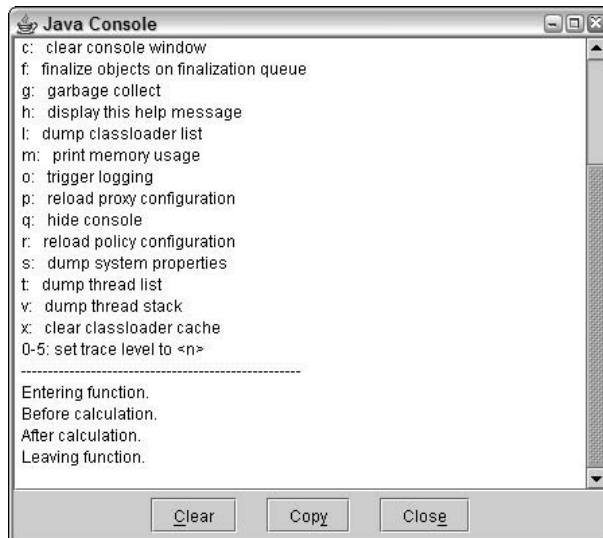 Java Console
c: clear console window
f: finalize objects on finalization queue
g: garbage collect
h: display this help message
l: dump classloader list
m: print memory usage
o: trigger logging
p: reload proxy configuration
q: hide console
r: reload policy configuration
s: dump system properties
t: dump thread list
v: dump thread stack
x: clear classloader cache
0-5: set trace level to <n>
----------------------------------------------------
Entering function.
Before calculation.
After calculation.
Leaving function.
Clear Copy Close